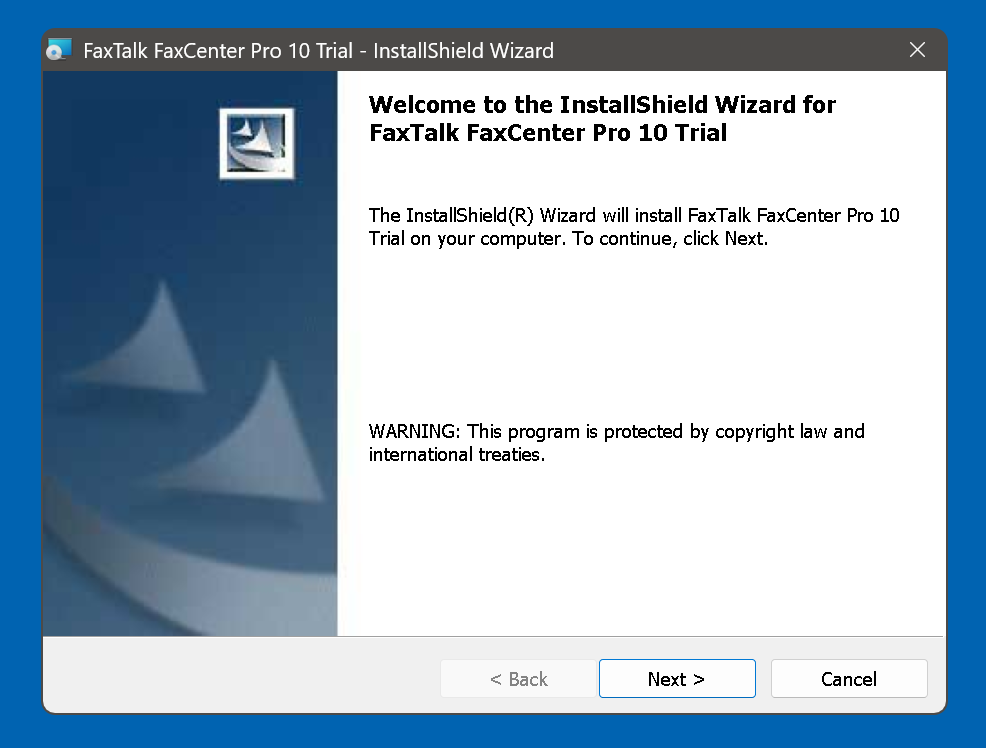 FaxTalk FaxCenter Pro 10 Trial - InstallShield Wizard
Welcome to the InstallShield Wizard for
FaxTalk FaxCenter Pro 10 Trial
The InstallShield(R) Wizard will install FaxTalk FaxCenter Pro 10
Trial on your computer. To continue, click Next.
WARNING: This program is protected by copyright law and
international treaties.
< Back
Next >
Cancel